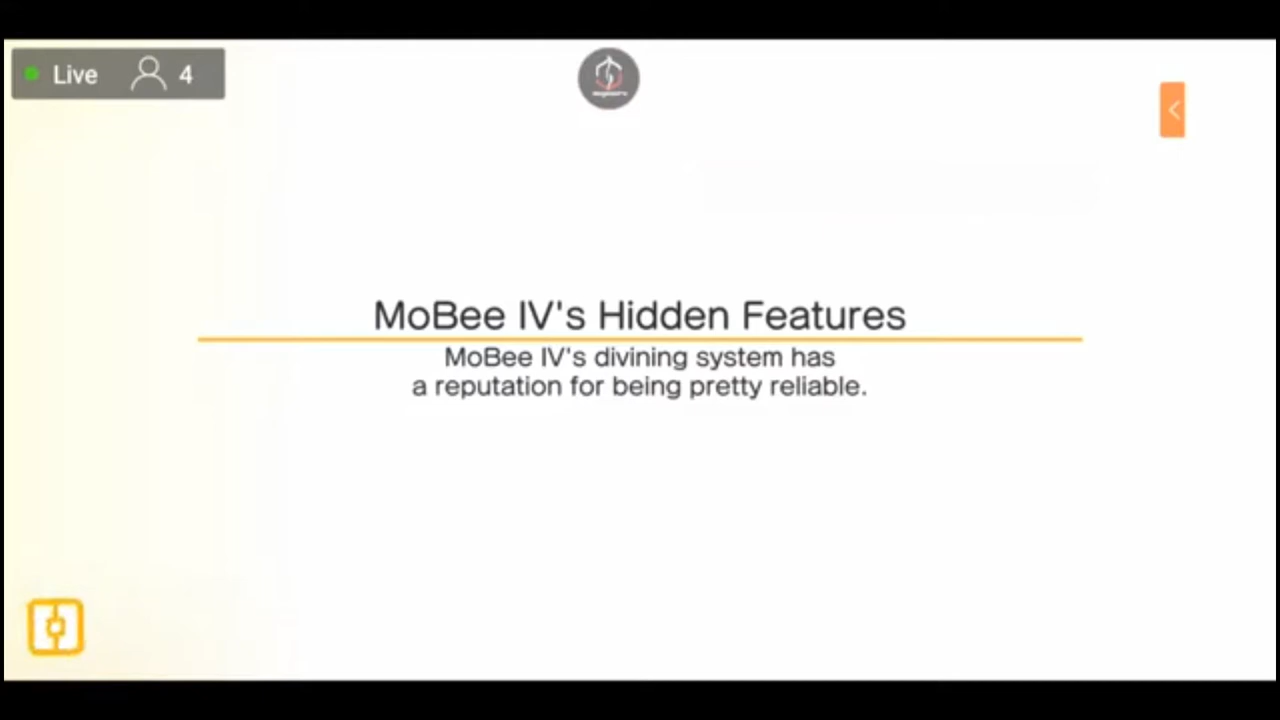 Live 4
MoBee IV's Hidden Features
MoBee IV's divining system has
a reputation for being pretty reliable.